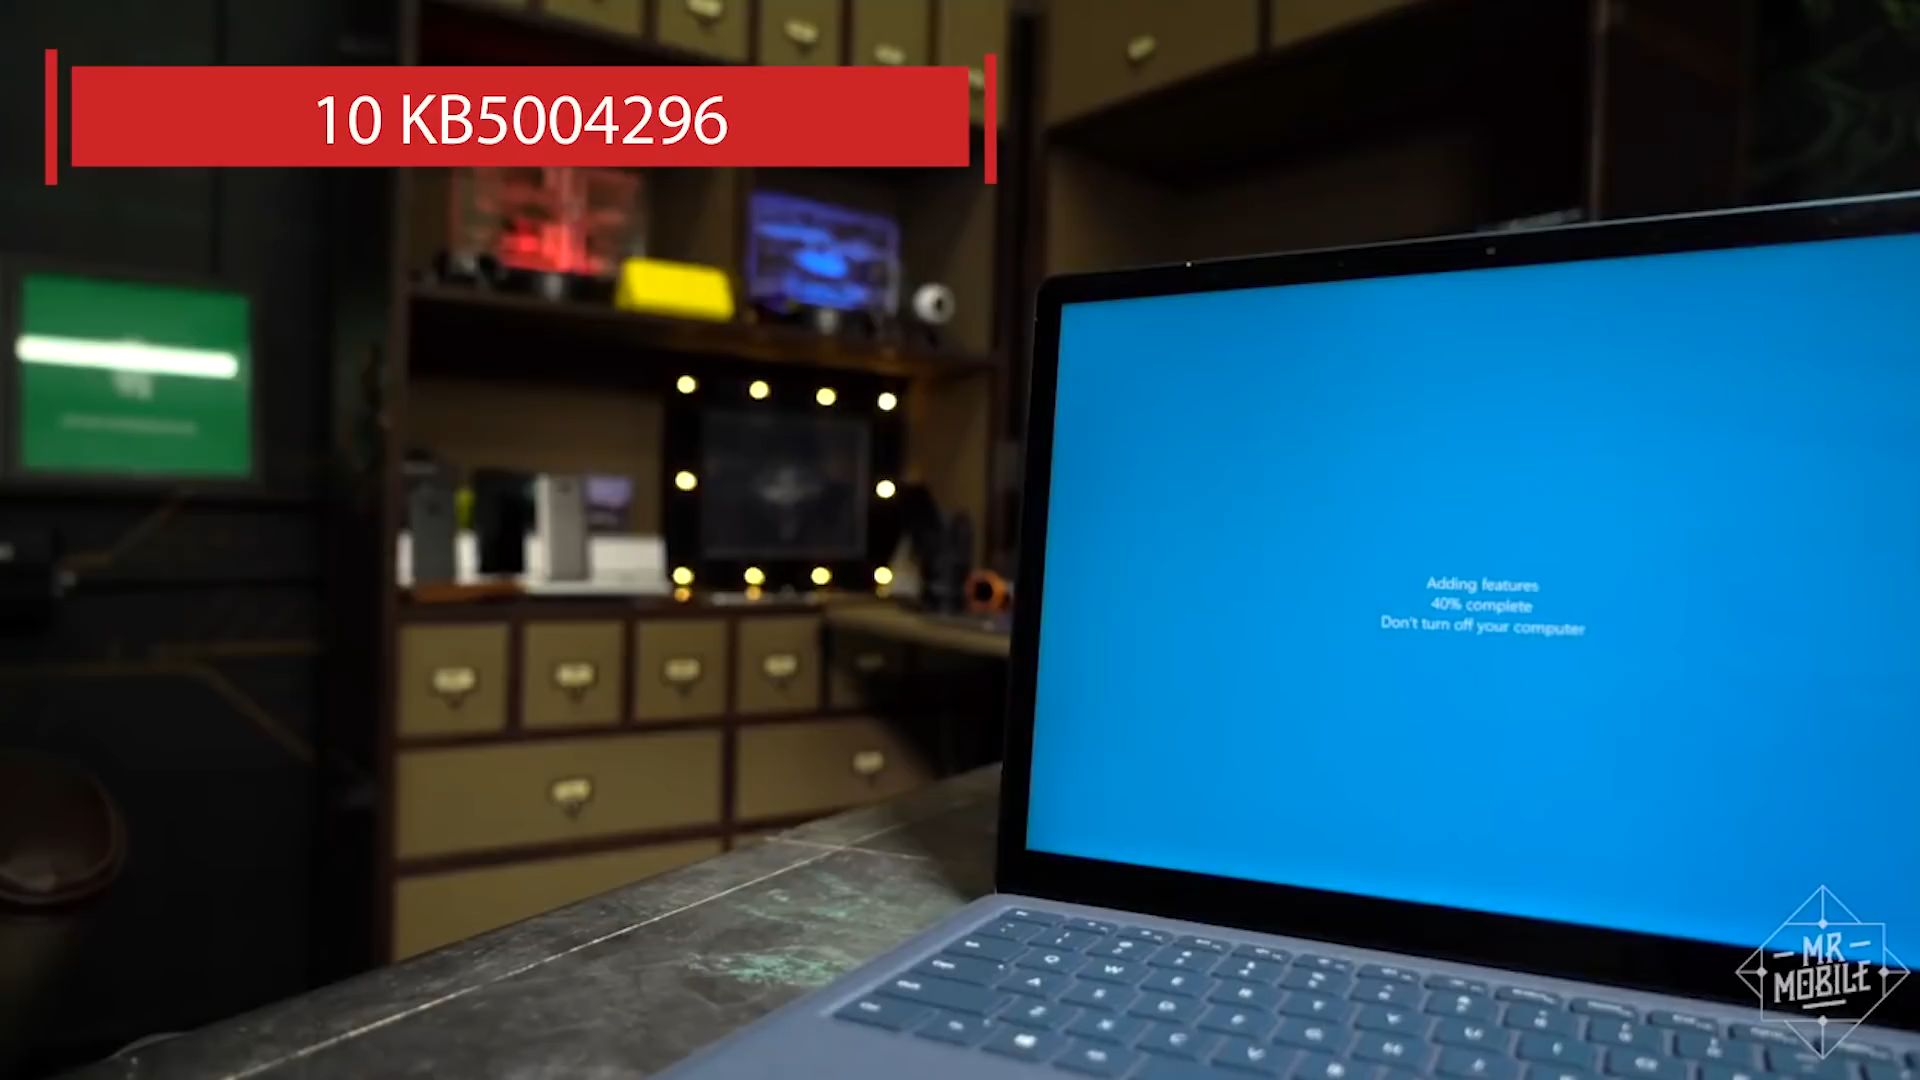 10 KB5004296
Adding features
40% complete
Don't turn off your computer
MR
MOBILE